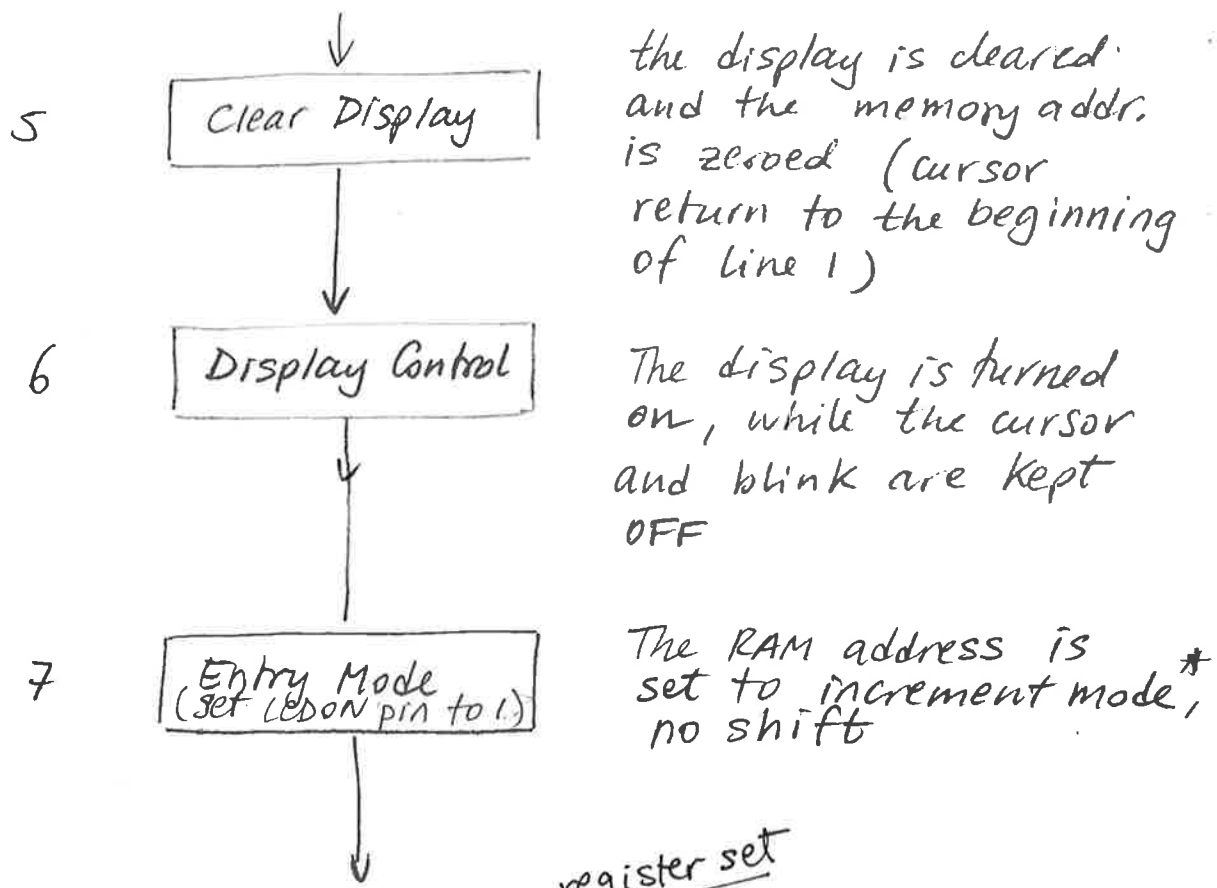 5
Clear Display
the display is cleared
and the memory addr.
is zeroed (cursor
return to the beginning
of line 1)
6
Display Control
The display is turned
on, while the cursor
and blink are kept
OFF
7
Entry Mode
(set LEDON pin to 1)
The RAM address is
set to increment mode*,
no shift
register set